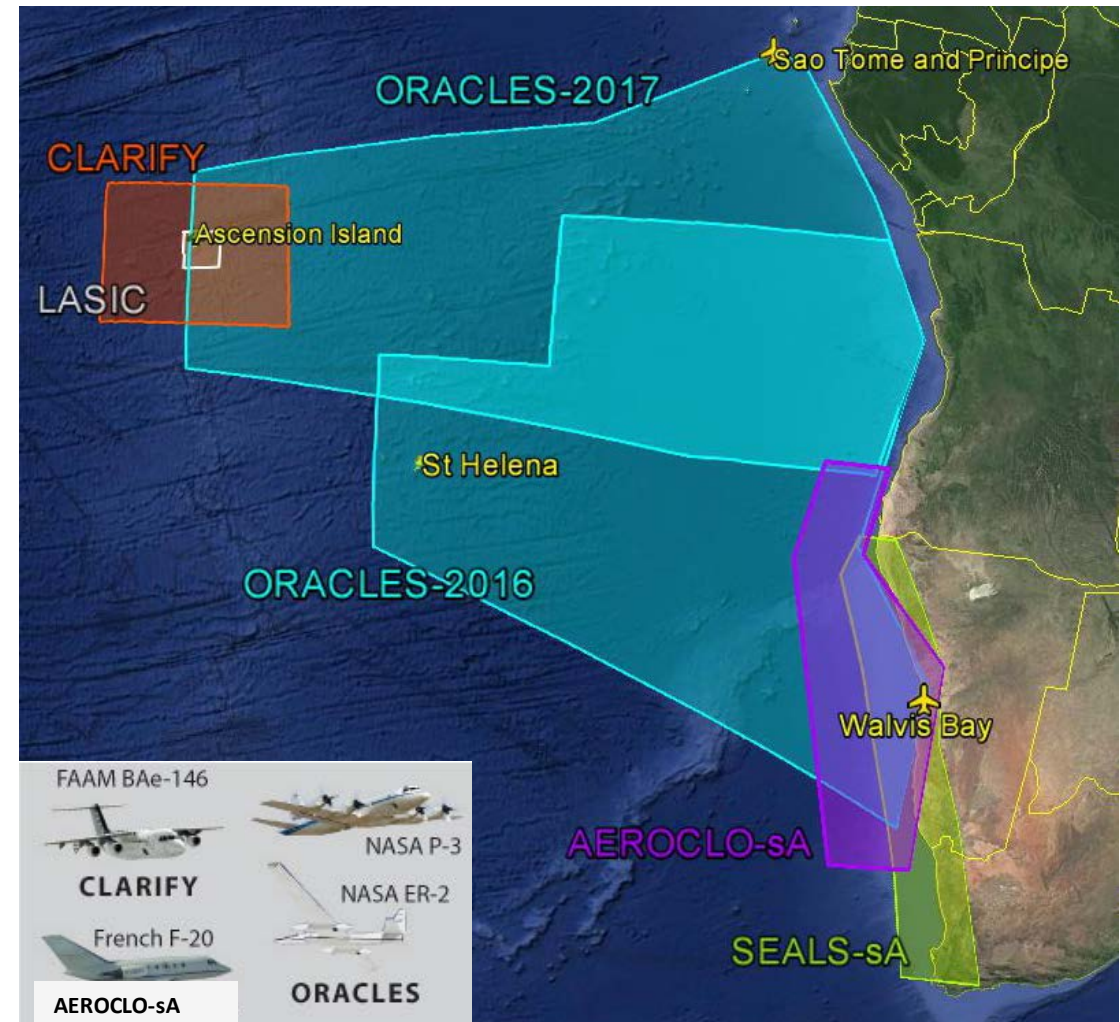 Sao Tome and Principe
ORACLES-2017
CLARIFY
Ascension Island
LASIC
St Helena
ORACLES-2016
Walvis Bay
AEROCLO-sA
SEALS-sA
FAAM BAe-146
CLARIFY
NASA P-3
NASA ER-2
French F-20
ORACLES
AEROCLO-sA